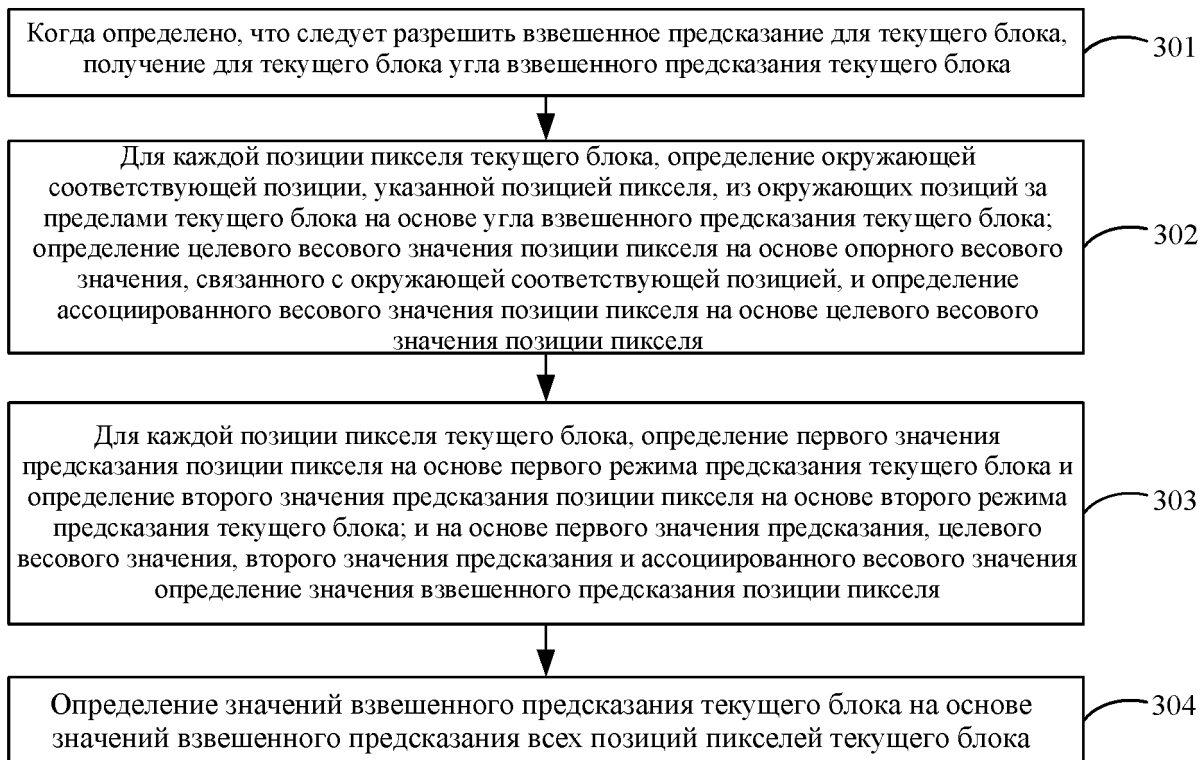 Когда определено, что следует разрешить взвешенное предсказание для текущего блока,
получение для текущего блока угла взвешенного предсказания текущего блока
301
Для каждой позиции пикселя текущего блока, определение окружающей
соответствующей позиции, указанной позицией пикселя, из окружающих позиций за
пределами текущего блока на основе угла взвешенного предсказания текущего блока;
определение целевого весового значения позиции пикселя на основе опорного весового
значения, связанного с окружающей соответствующей позицией, и определение
ассоциированного весового значения позиции пикселя на основе целевого весового
значения позиции пикселя
302
Для каждой позиции пикселя текущего блока, определение первого значения
предсказания позиции пикселя на основе первого режима предсказания текущего блока и
определение второго значения предсказания позиции пикселя на основе второго режима
предсказания текущего блока; и на основе первого значения предсказания, целевого
весового значения, второго значения предсказания и ассоциированного весового значения
определение значения взвешенного предсказания позиции пикселя
303
Определение значений взвешенного предсказания текущего блока на основе
значений взвешенного предсказания всех позиций пикселей текущего блока
304